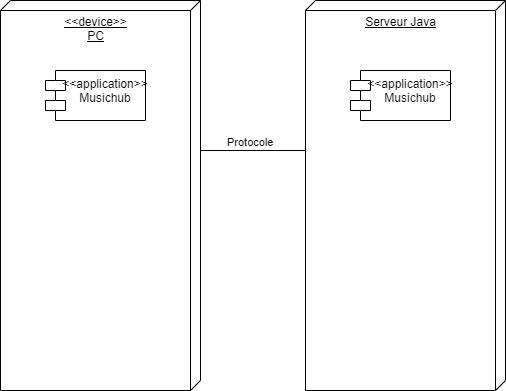 <<device>>
PC
<<application>>
Musichub
Protocole
Serveur Java
<<application>>
Musichub